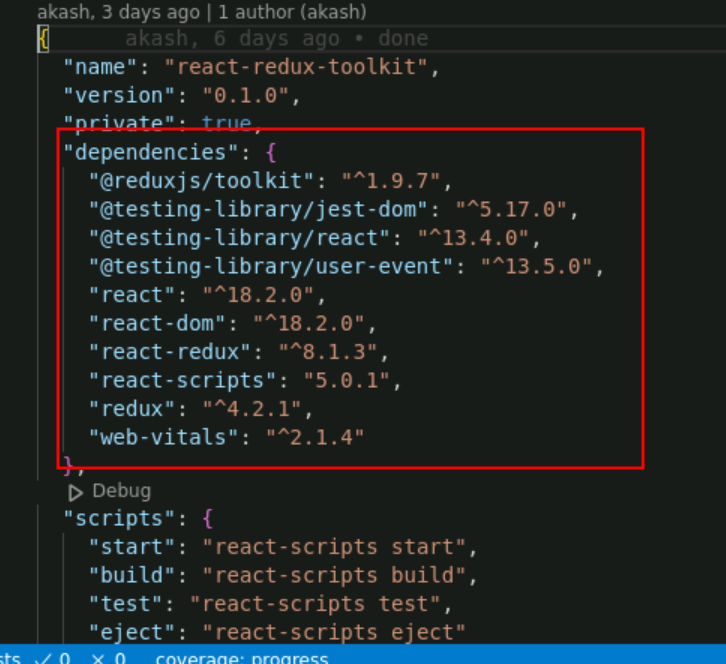 akash, 3 days ago | 1 author (akash)
{ akash, 6 days ago • done
"name": "react-redux-toolkit",
"version": "0.1.0",
"private": true,
"dependencies": {
"@reduxjs/toolkit": "^1.9.7",
"@testing-library/jest-dom": "^5.17.0",
"@testing-library/react": "^13.4.0",
"@testing-library/user-event": "^13.5.0",
"react": "^18.2.0",
"react-dom": "^18.2.0",
"react-redux": "^8.1.3",
"react-scripts": "5.0.1",
"redux": "^4.2.1",
"web-vitals": "^2.1.4"
},
Debug
"scripts": {
"start": "react-scripts start",
"build": "react-scripts build",
"test": "react-scripts test",
"eject": "react-scripts eject"
sts ✓ 0 × 0 coverage: progress